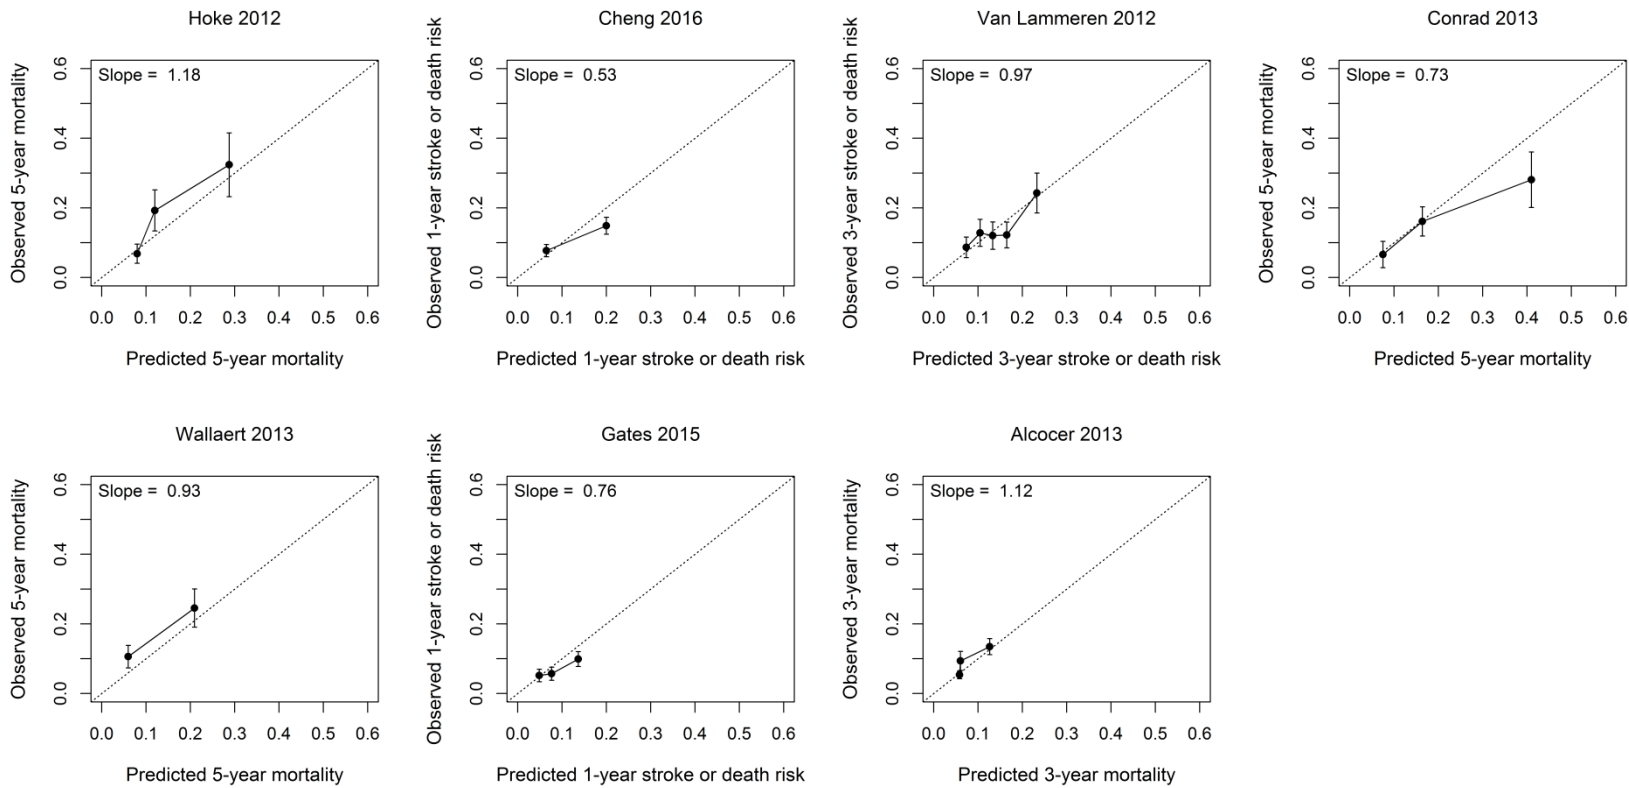 Hoke 2012
Slope = 1.18
Observed 5-year mortality
0.0 0.2 0.4 0.6
0.0 0.1 0.2 0.3 0.4 0.5 0.6
Predicted 5-year mortality
Cheng 2016
Slope = 0.53
Observed 1-year stroke or death risk
0.0 0.2 0.4 0.6
0.0 0.1 0.2 0.3 0.4 0.5 0.6
Predicted 1-year stroke or death risk
Van Lammeren 2012
Slope = 0.97
Observed 3-year stroke or death risk
0.0 0.2 0.4 0.6
0.0 0.1 0.2 0.3 0.4 0.5 0.6
Predicted 3-year stroke or death risk
Conrad 2013
Slope = 0.73
Observed 5-year mortality
0.0 0.2 0.4 0.6
0.0 0.1 0.2 0.3 0.4 0.5 0.6
Predicted 5-year mortality
Wallaert 2013
Slope = 0.93
Observed 5-year mortality
0.0 0.2 0.4 0.6
0.0 0.1 0.2 0.3 0.4 0.5 0.6
Predicted 5-year mortality
Gates 2015
Slope = 0.76
Observed 1-year stroke or death risk
0.0 0.2 0.4 0.6
0.0 0.1 0.2 0.3 0.4 0.5 0.6
Predicted 1-year stroke or death risk
Alcocer 2013
Slope = 1.12
Observed 3-year mortality
0.0 0.2 0.4 0.6
0.0 0.1 0.2 0.3 0.4 0.5 0.6
Predicted 3-year mortality